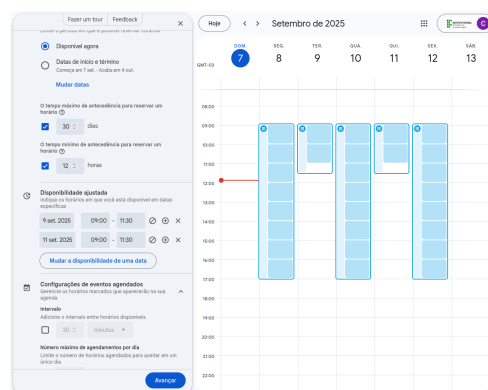 Fazer um tour
Feedback
Disponível agora
Datas de início e término
Começa em 7 set. - Acaba em 4 out.
Mudar datas
O tempo máximo de antecedência para reservar um
horário
30
dias
O tempo mínimo de antecedência para reservar um
horário
12
horas
Disponibilidade ajustada
Indique os horários em que você está disponível em datas
específicas
9 set. 2025 09:00 – 11:30
11 set. 2025 09:00 – 11:30
Mudar a disponibilidade de uma data
Configurações de eventos agendados
Gerencie os horários marcados que aparecerão na sua
agenda
Intervalo
Adicione o intervalo entre horários disponíveis
30 minutos
Número máximo de agendamentos por dia
Limite o número de horários agendados para aceitar em um
único dia
Avançar
Hoje
Setembro de 2025
C
DOM. SEG. TER. QUA. QUI. SEX. SÁB
7 8 9 10 11 12 13
GMT-03
08:00
09:00
10:00
11:00
12:00
13:00
14:00
15:00
16:00
17:00
18:00
19:00
20:00
21:00
22:00